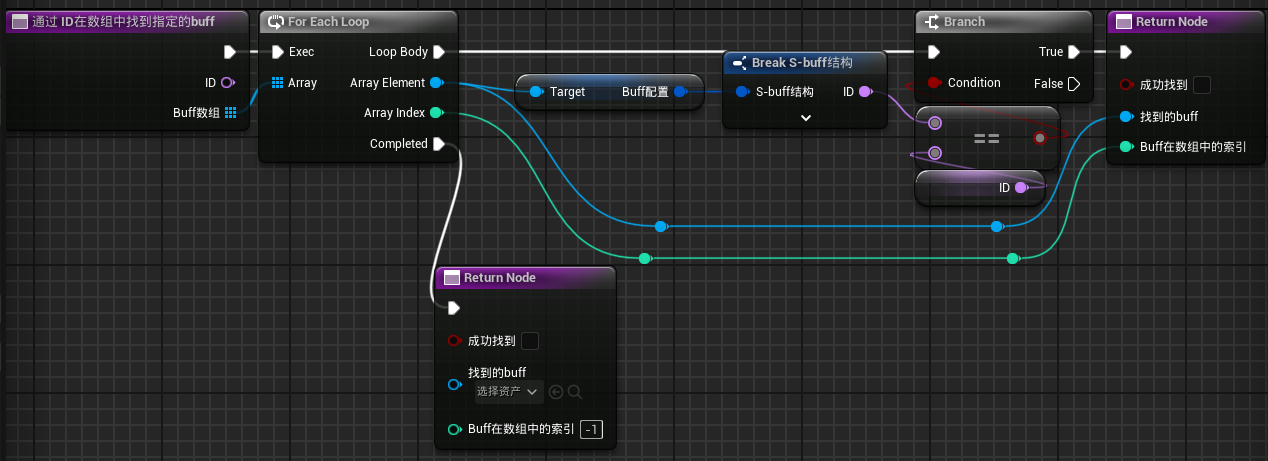 通过 ID在数组中找到指定的buff
ID
Buff数组
For Each Loop
Exec
Loop Body
Array
Array Element
Array Index
Completed
Target
Buff配置
Break S-buff结构
S-buff结构
ID
Branch
True
Condition
False
==
ID
Return Node
成功找到
找到的buff
Buff在数组中的索引
Return Node
成功找到
找到的buff
选择资产
Buff在数组中的索引 -1